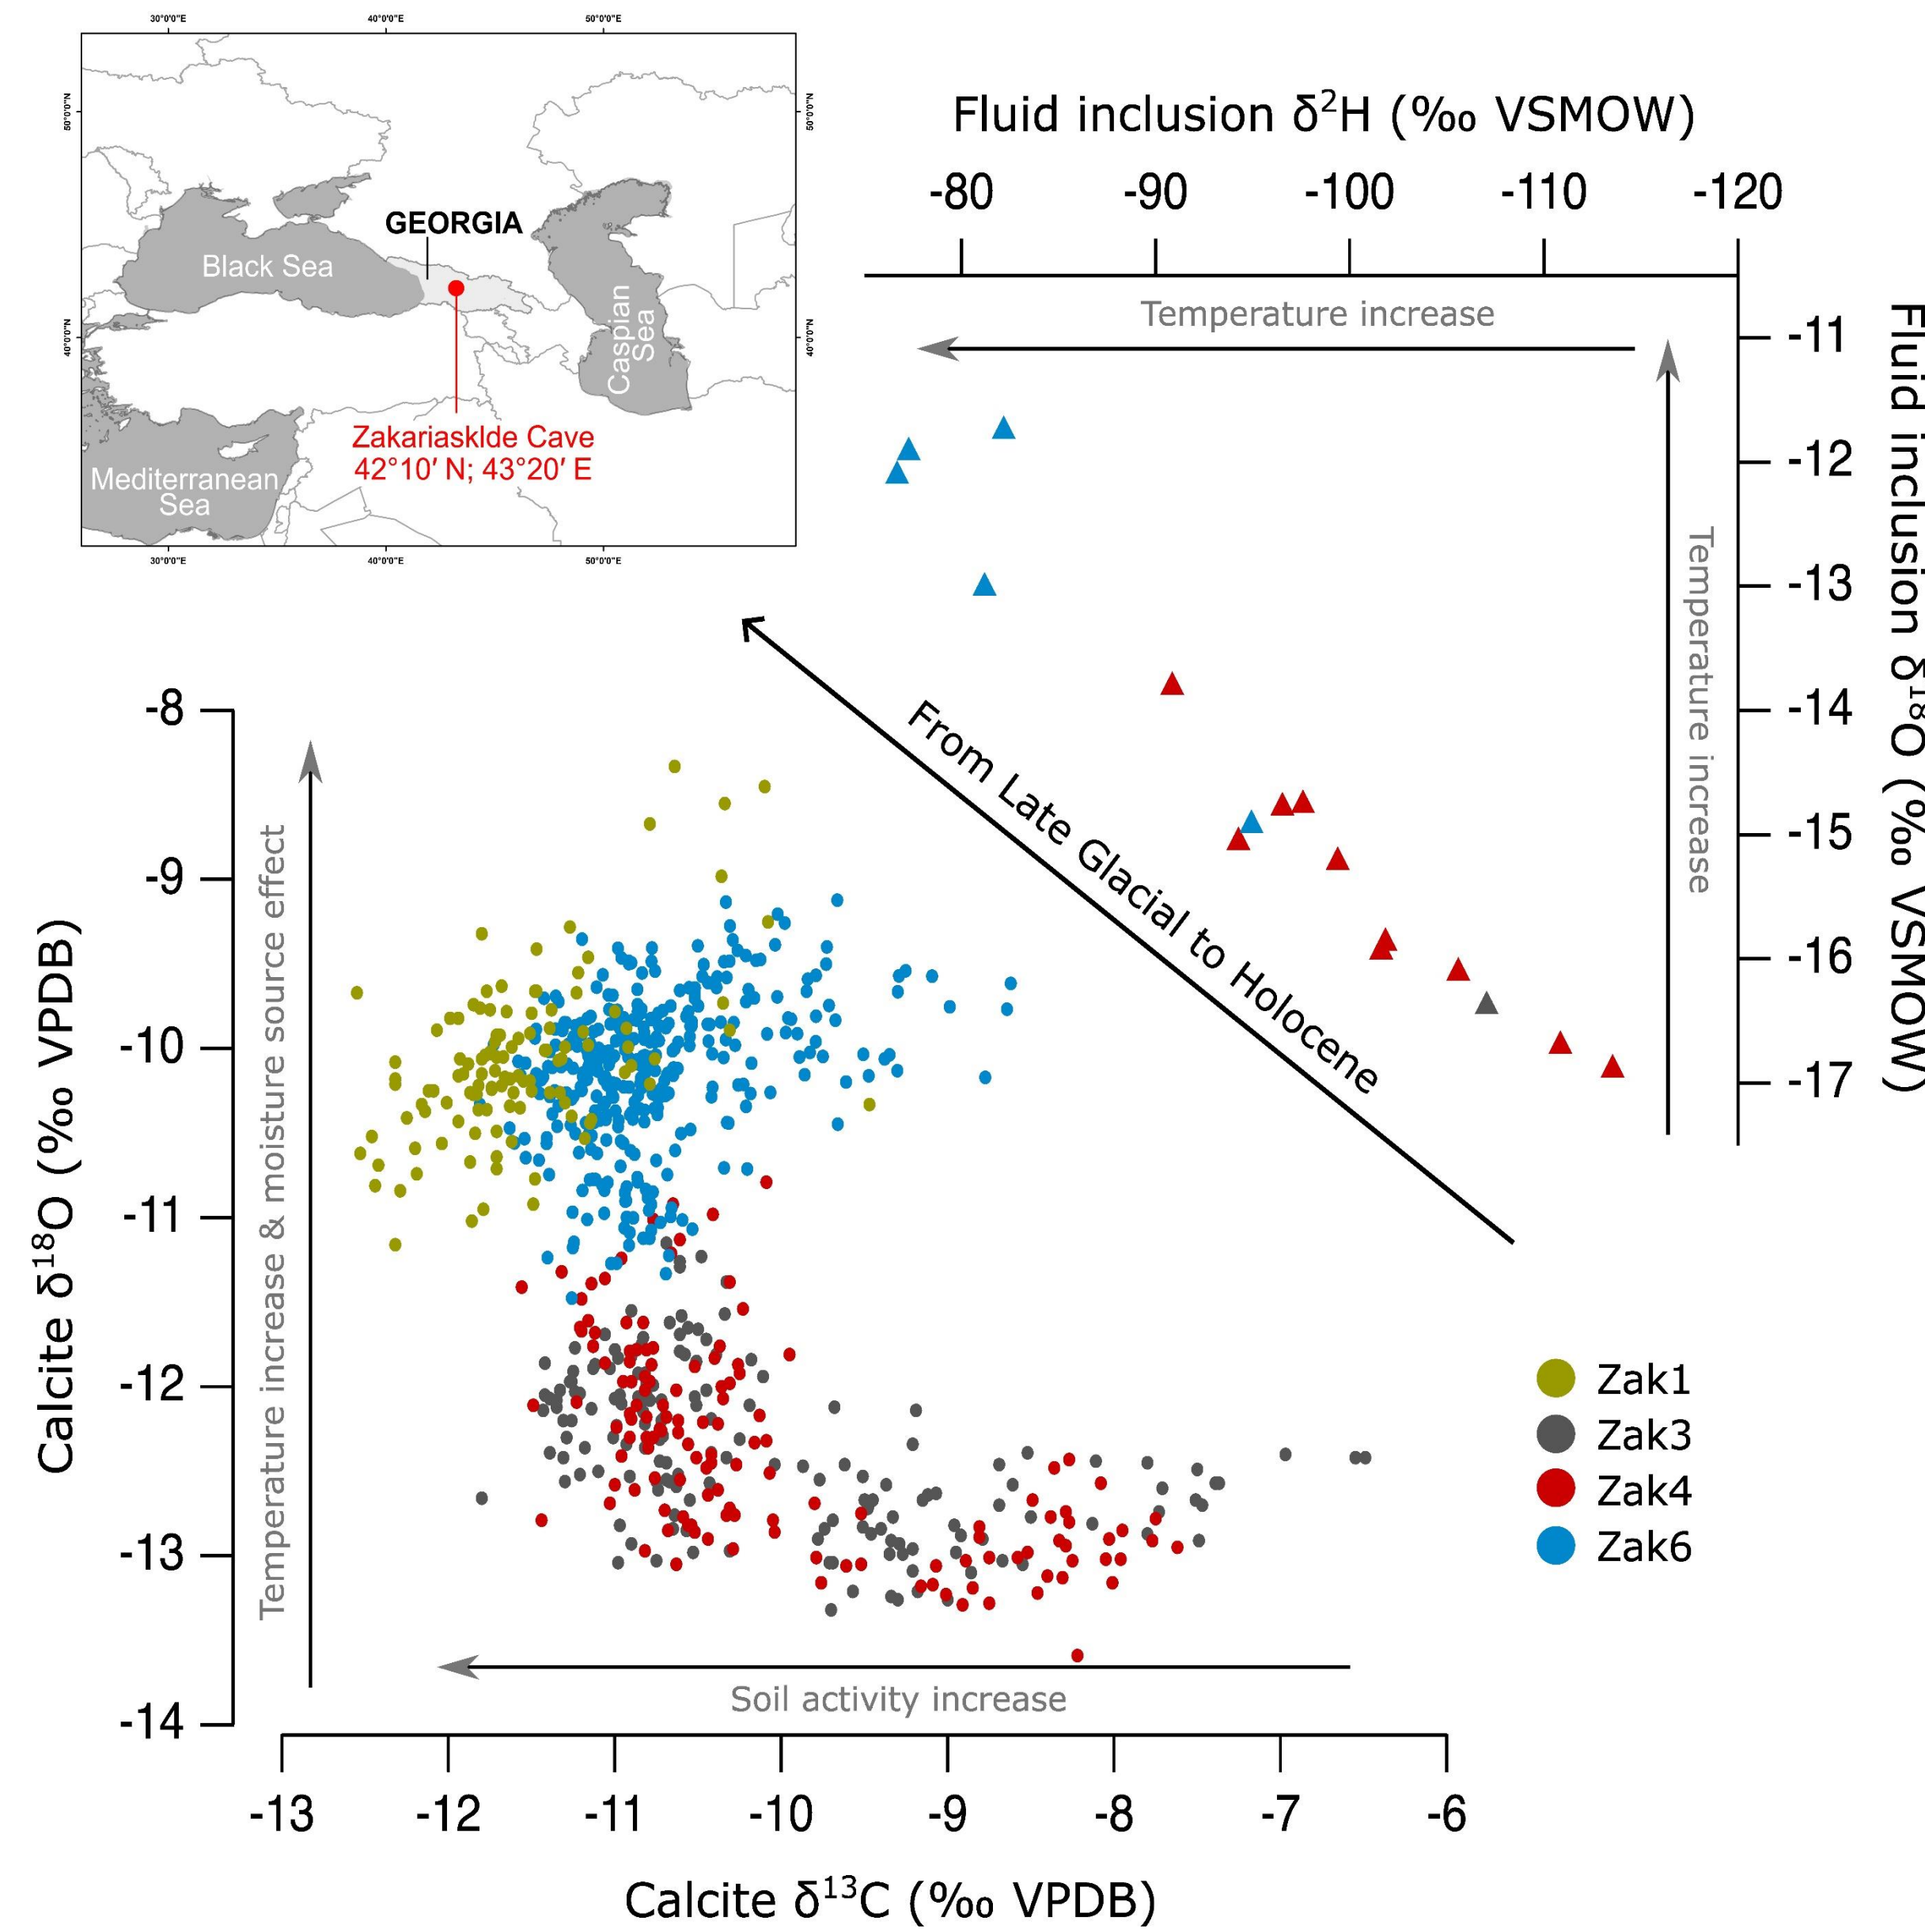 30°0'0"E 40°0'0"E 50°0'0"E
50°0'0"N
50°0'0"N
40°0'0"N
40°0'0"N
GEORGIA
Black Sea
Caspian
Sea
Mediterranean
Sea
Zakariasklde Cave
42°10′ N; 43°20′ E
30°0'0"E 40°0'0"E 50°0'0"E
Fluid inclusion δ²H (‰ VSMOW)
-80 -90 -100 -110 -120
Temperature increase
-11
-12
-13
-14
-15
-16
-17
Temperature increase
Fluid inclusion δ¹⁸O (‰ VSMOW)
From Late Glacial to Holocene
-8
-9
-10
-11
-12
-13
-14
Calcite δ¹⁸O (‰ VPDB)
Temperature increase & moisture source effect
Zak1
Zak3
Zak4
Zak6
Soil activity increase
-13 -12 -11 -10 -9 -8 -7 -6
Calcite δ¹³C (‰ VPDB)